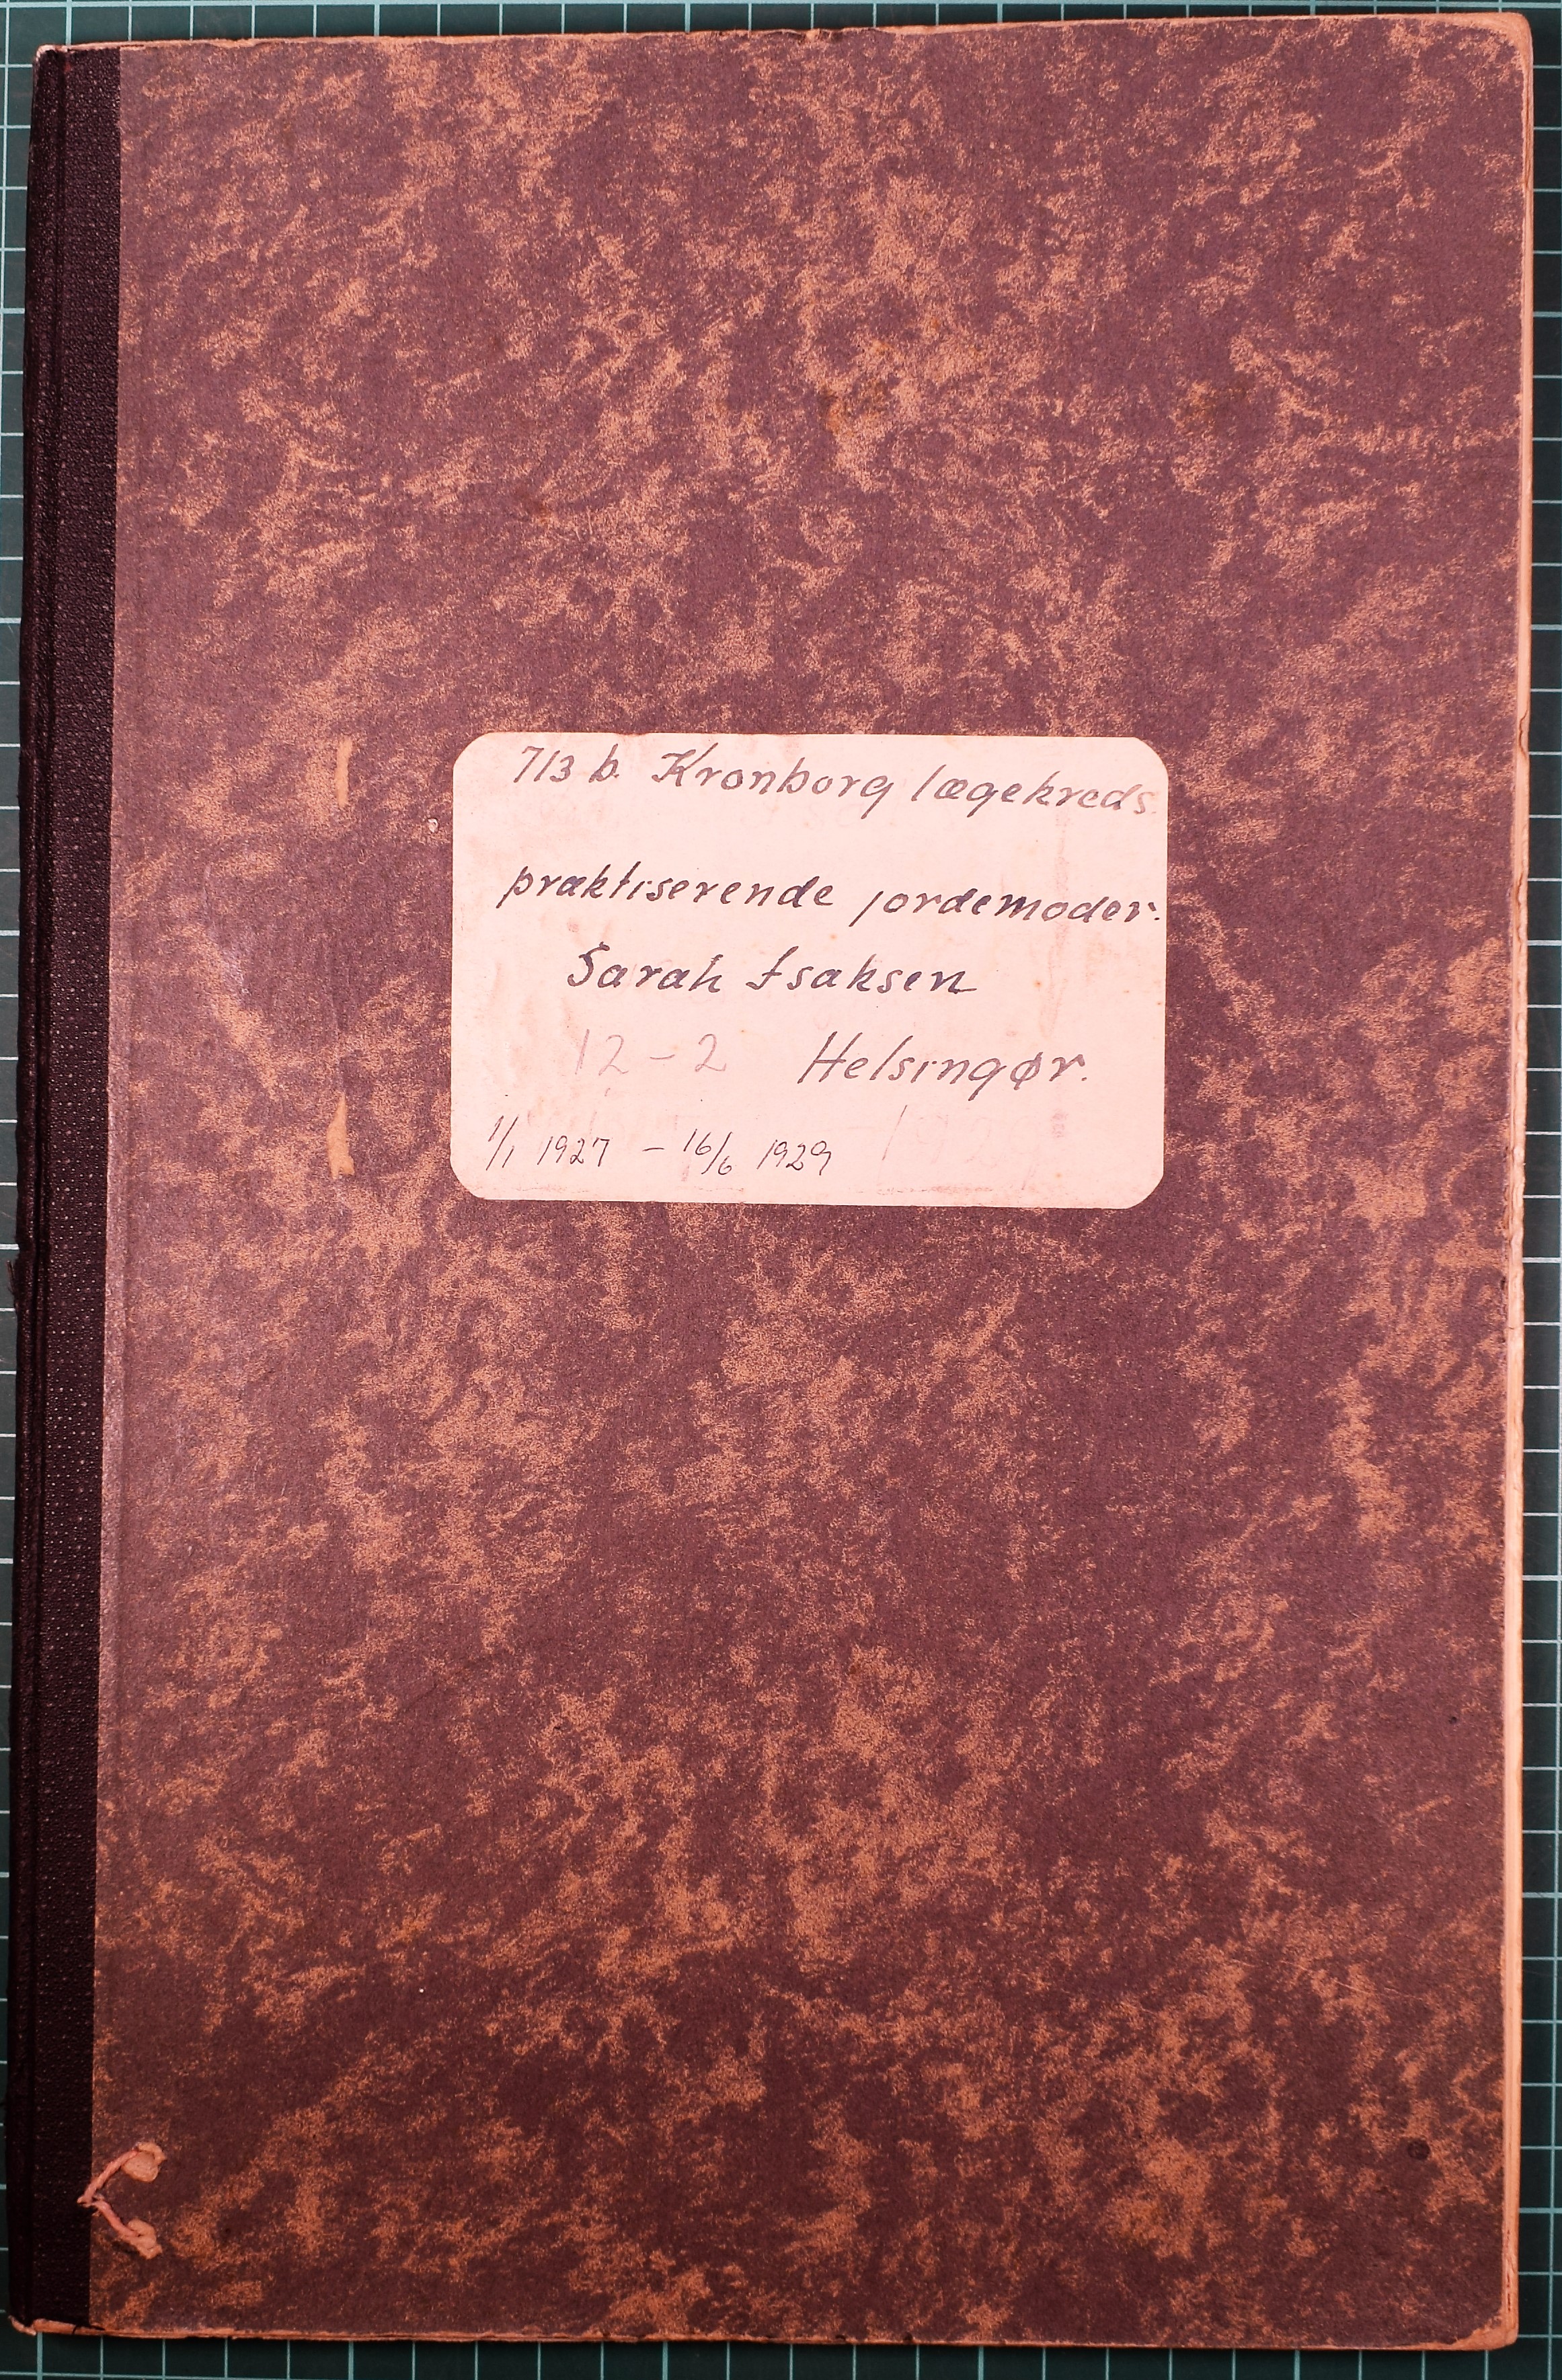 713 b. Kronborg lægekreds.
praktiserende jordemoder.
Sarah Isaksen
12-2 Helsingør.
1/1 1927 - 16/6 1929